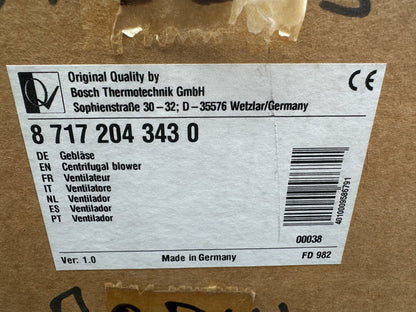 Original Quality by
Bosch Thermotechnik GmbH
Sophienstraße 30-32; D-35576 Wetzlar/Germany
CE
8 717 204 343 0
DE Gebläse
EN Centrifugal blower
FR Ventilateur
IT Ventilatore
NL Ventilador
ES Ventilador
PT Ventilador
4010009586791
00038
Ver: 1.0
Made in Germany
FD 982